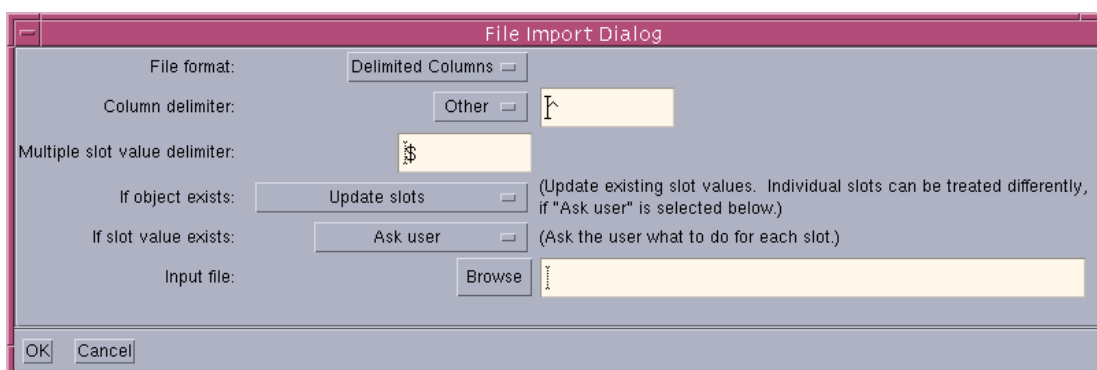 File Import Dialog
File format: Delimited Columns
Column delimiter: Other ^
Multiple slot value delimiter: $
If object exists: Update slots (Update existing slot values. Individual slots can be treated differently,
if "Ask user" is selected below.)
If slot value exists: Ask user (Ask the user what to do for each slot.)
Input file: Browse
OK Cancel